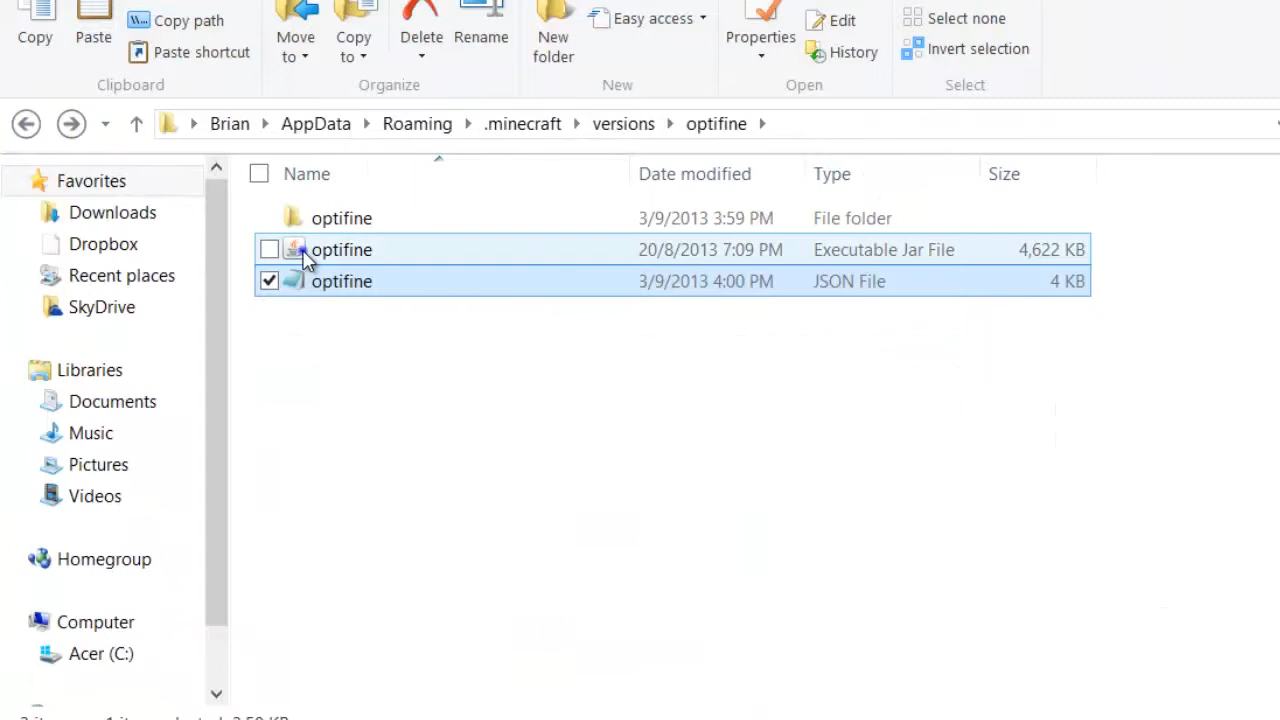 Copy
Paste
Copy path
Paste shortcut
Move to
Copy to
Delete
Rename
New folder
Easy access
Properties
Edit
History
Select none
Invert selection
Clipboard
Organize
New
Open
Select
Brian
AppData
Roaming
.minecraft
versions
optifine
Name
Date modified
Type
Size
optifine 3/9/2013 3:59 PM File folder
optifine 20/8/2013 7:09 PM Executable Jar File 4,622 KB
optifine 3/9/2013 4:00 PM JSON File 4 KB
Favorites
Downloads
Dropbox
Recent places
SkyDrive
Libraries
Documents
Music
Pictures
Videos
Homegroup
Computer
Acer (C:)